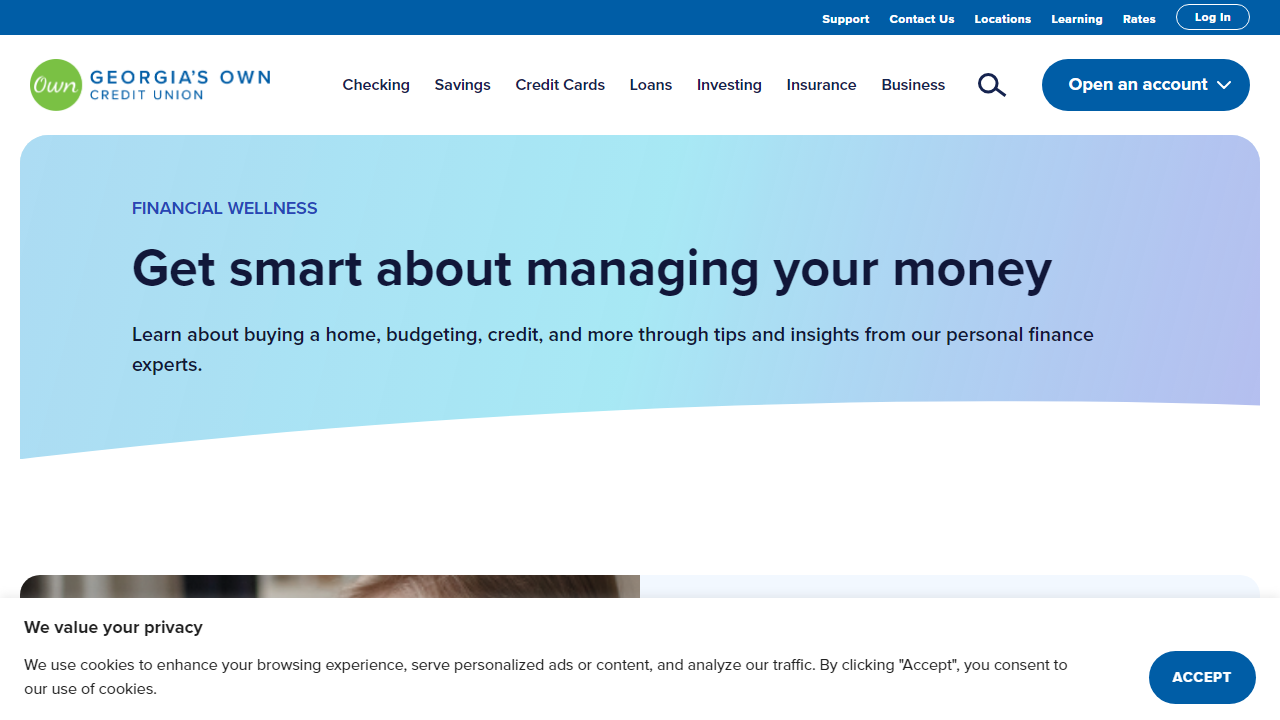 Support Contact Us Locations Learning Rates Log In
Own GEORGIA'S OWN
CREDIT UNION
Checking Savings Credit Cards Loans Investing Insurance Business Open an account
FINANCIAL WELLNESS
Get smart about managing your money
Learn about buying a home, budgeting, credit, and more through tips and insights from our personal finance
experts.
We value your privacy
We use cookies to enhance your browsing experience, serve personalized ads or content, and analyze our traffic. By clicking "Accept", you consent to
our use of cookies.
ACCEPT